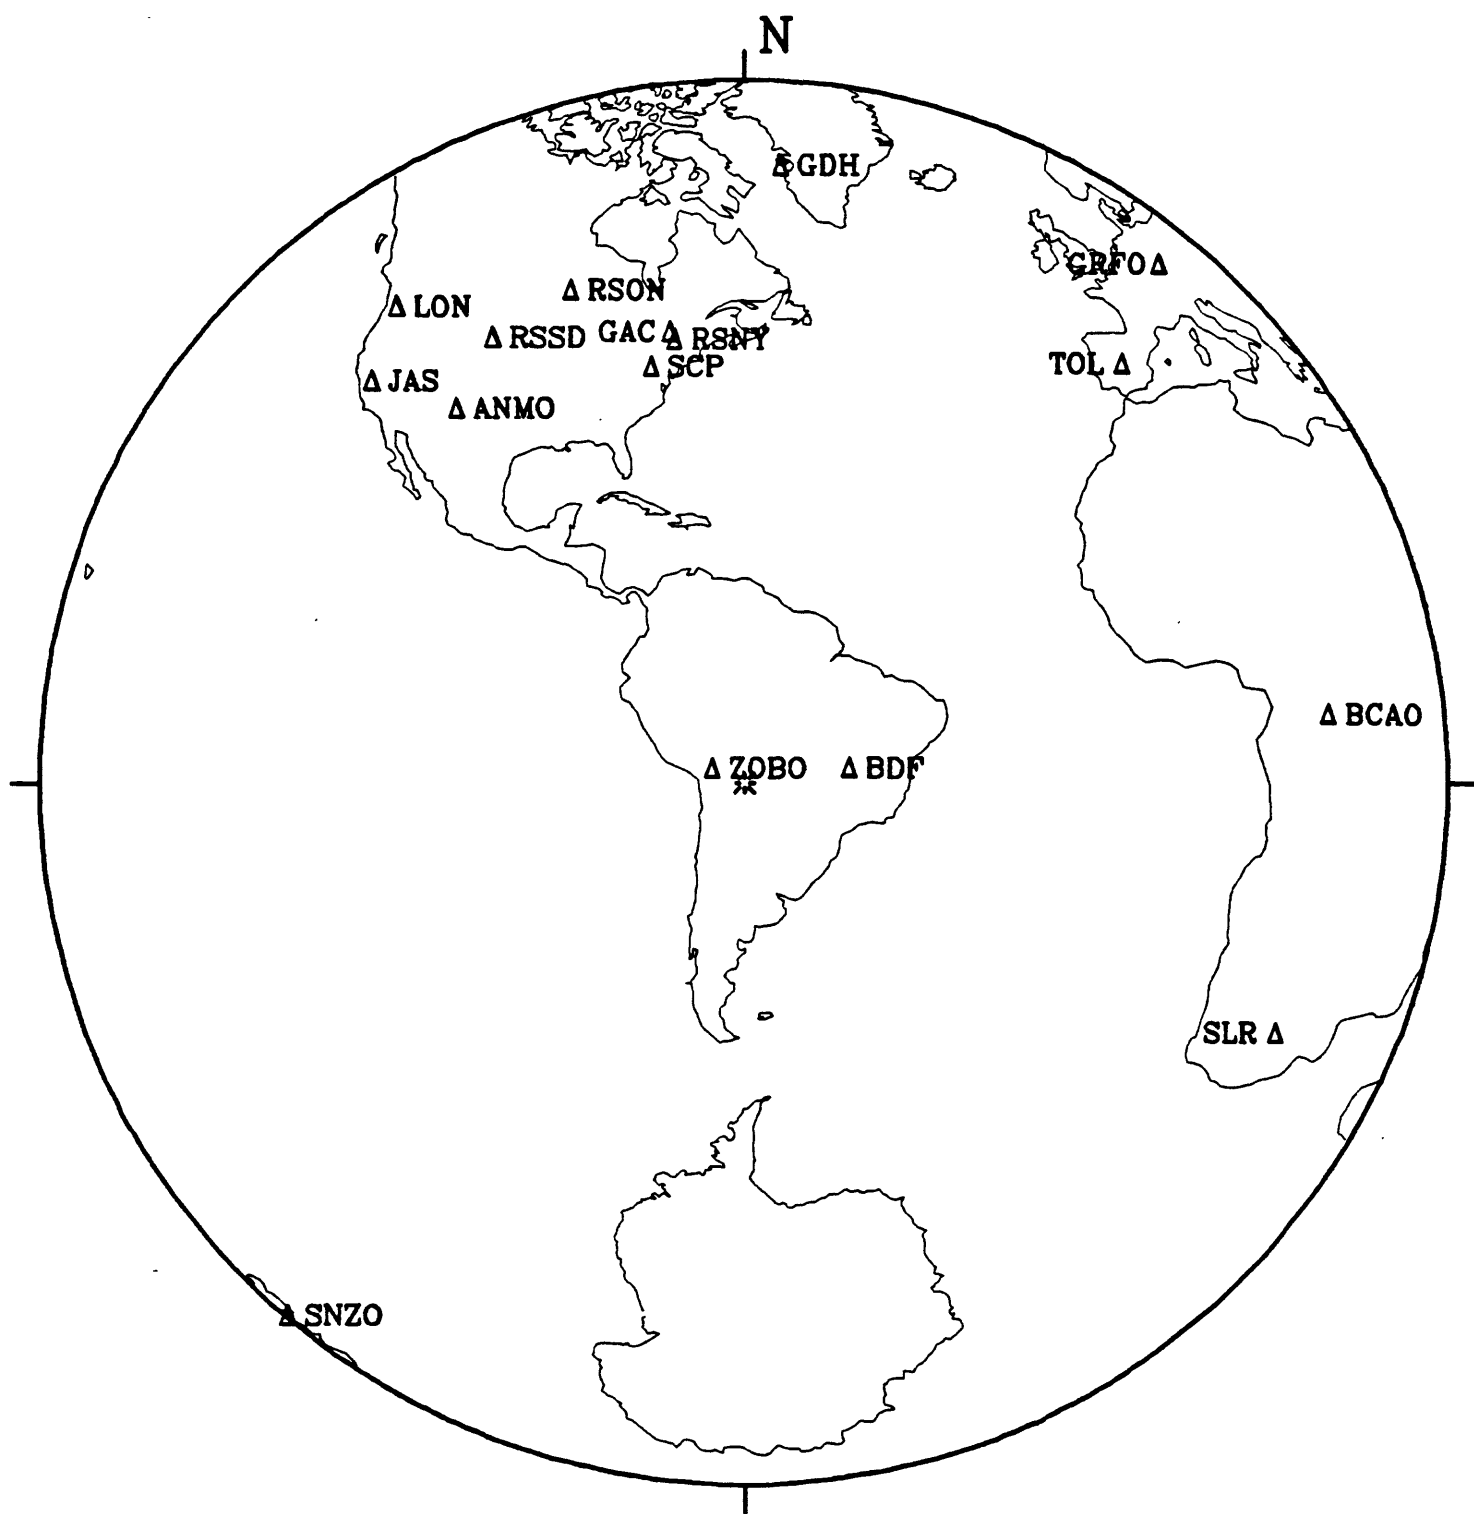 N
GDH
GRFO
RSON
LON
RSSD
GAC
RSNY
SCP
TOL
JAS
ANMO
BCAO
ZOBO
BDF
SLR
SNZO